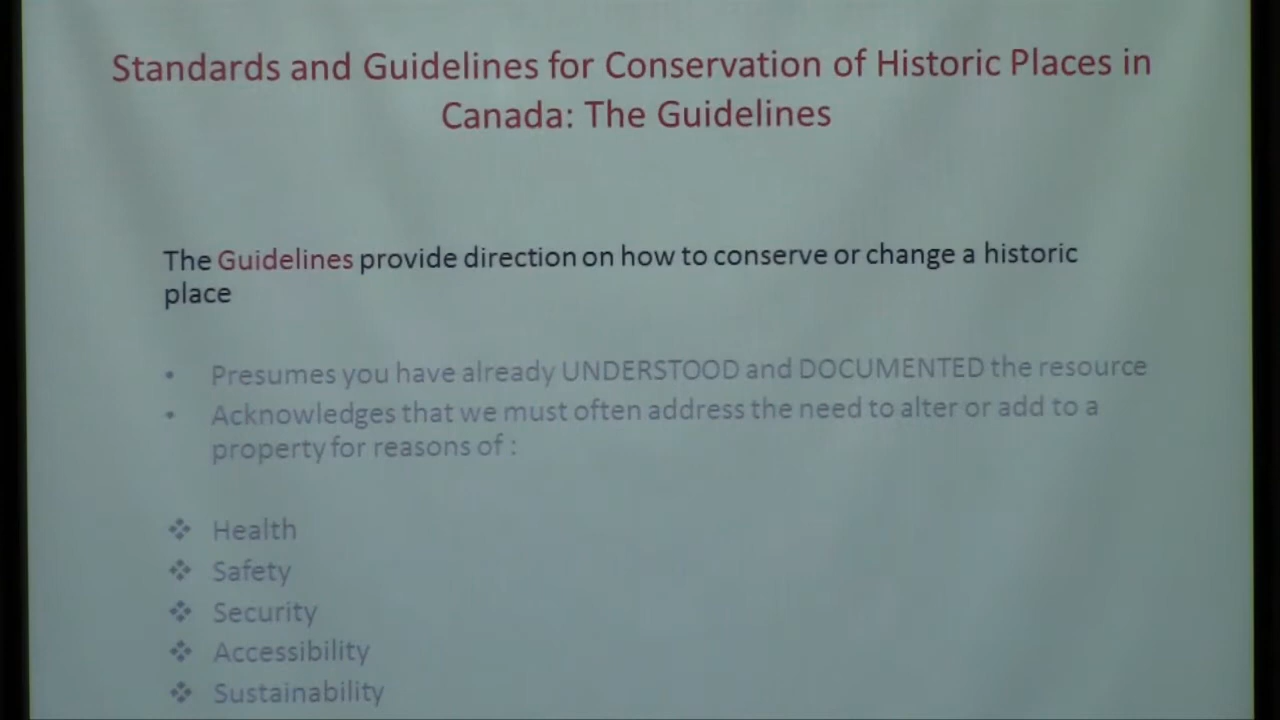 Standards and Guidelines for Conservation of Historic Places in
Canada: The Guidelines
The Guidelines provide direction on how to conserve or change a historic
place
• Presumes you have already UNDERSTOOD and DOCUMENTED the resource
• Acknowledges that we must often address the need to alter or add to a
property for reasons of :
❖ Health
❖ Safety
❖ Security
❖ Accessibility
❖ Sustainability